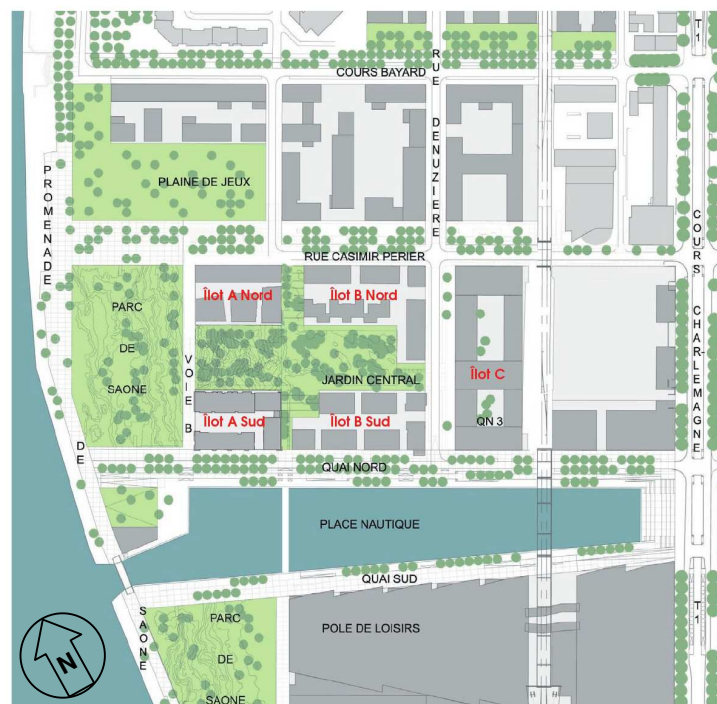 T1
COURS BAYARD
RUE DENUZIERE
PLAINE DE JEUX
PROMENADE
DE
SAONE
RUE CASIMIR PERIER
COURS CHARLEMAGNE
Îlot A Nord
Îlot B Nord
PARC
DE
SAONE
VOIE B
JARDIN CENTRAL
Îlot C
Îlot A Sud
Îlot B Sud
QN 3
QUAI NORD
PLACE NAUTIQUE
QUAI SUD
T1
PARC
DE
SAONE
POLE DE LOISIRS
N